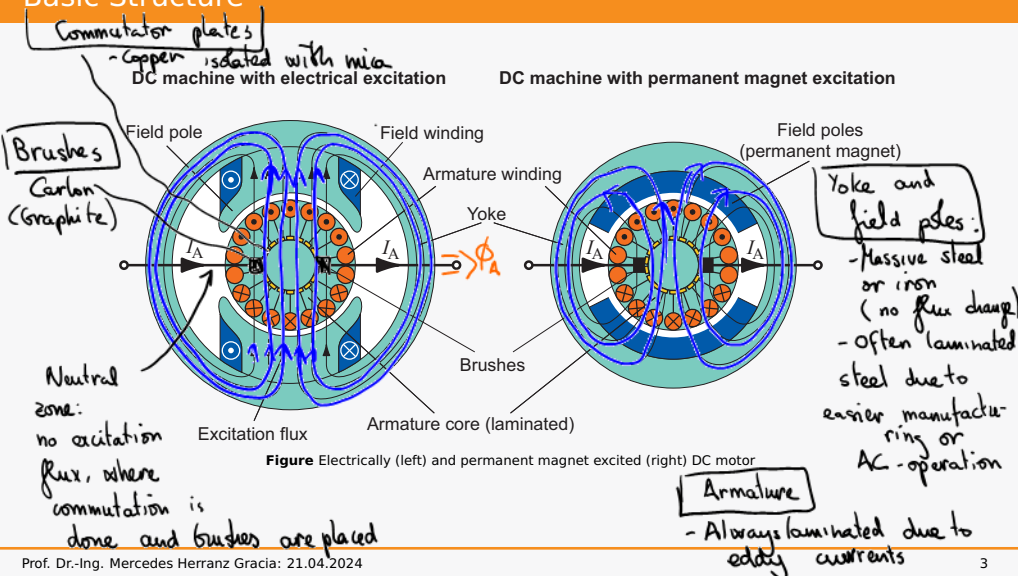 Basic Structure
Commutator plates
- Copper isolated with mica
DC machine with electrical excitation
DC machine with permanent magnet excitation
Brushes
Carbon
(Graphite)
Field pole
Field winding
Armature winding
Yoke
Field poles
(permanent magnet)
I_A
I_A
⇒ ϕ_A
I_A
I_A
Brushes
Armature core (laminated)
Excitation flux
Yoke and
field poles:
- Massive steel
or iron
(no flux change)
- Often laminated
steel due to
easier manufactu-
ring or
AC-operation
Neutral
zone:
no excitation
flux, where
commutation is
done and brushes are placed
Figure Electrically (left) and permanent magnet excited (right) DC motor
Armature
- Always laminated due to
eddy currents
Prof. Dr.-Ing. Mercedes Herranz Gracia: 21.04.2024
3